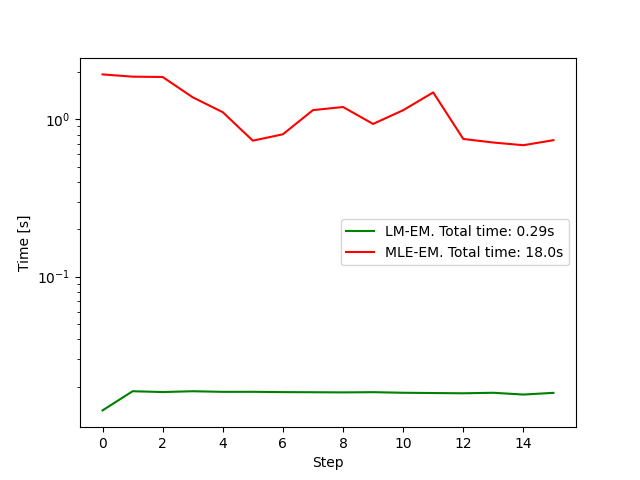 10⁰
10⁻¹
Time [s]
LM-EM. Total time: 0.29s
MLE-EM. Total time: 18.0s
0 2 4 6 8 10 12 14
Step